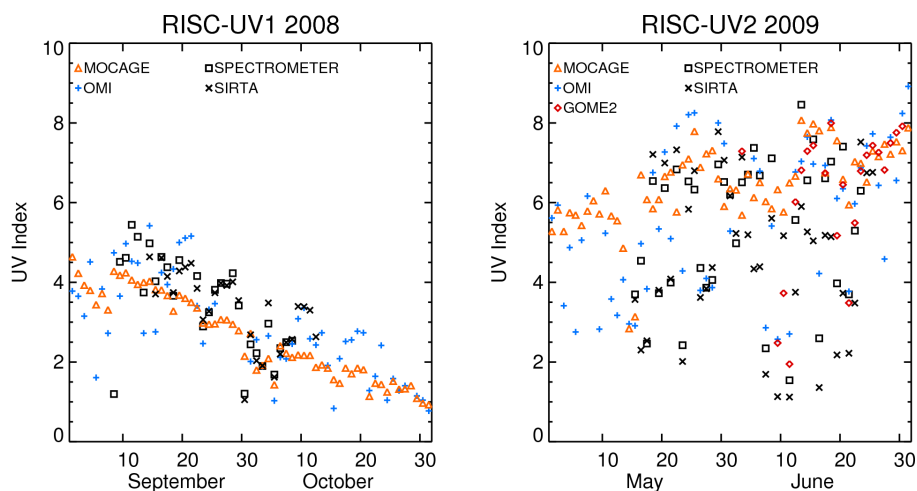 RISC-UV1 2008
10
8
6
4
2
0
UV Index
MOCAGE
SPECTROMETER
OMI
SIRTA
10 20 30 10 20 30
September October
RISC-UV2 2009
10
8
6
4
2
0
UV Index
MOCAGE
SPECTROMETER
OMI
SIRTA
GOME2
10 20 30 10 20 30
May June